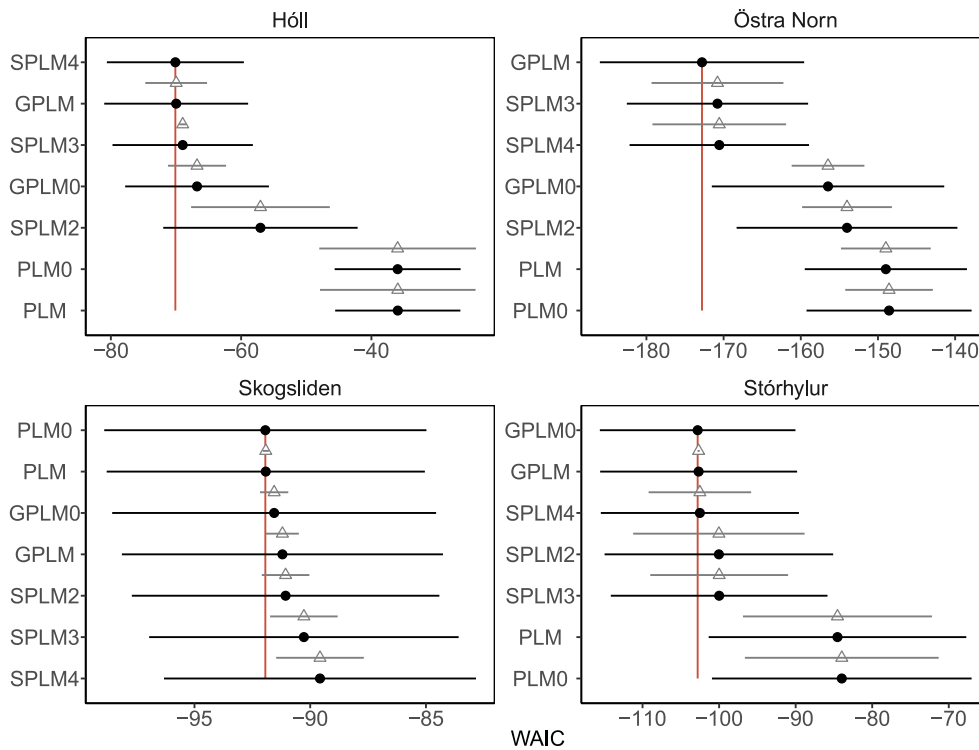 Hóll
SPLM4
GPLM
SPLM3
GPLM0
SPLM2
PLM0
PLM
−80 −60 −40
Östra Norn
GPLM
SPLM3
SPLM4
GPLM0
SPLM2
PLM
PLM0
−180 −170 −160 −150 −140
Skogsliden
PLM0
PLM
GPLM0
GPLM
SPLM2
SPLM3
SPLM4
−95 −90 −85
Stórhylur
GPLM0
GPLM
SPLM4
SPLM2
SPLM3
PLM
PLM0
−110 −100 −90 −80 −70
WAIC